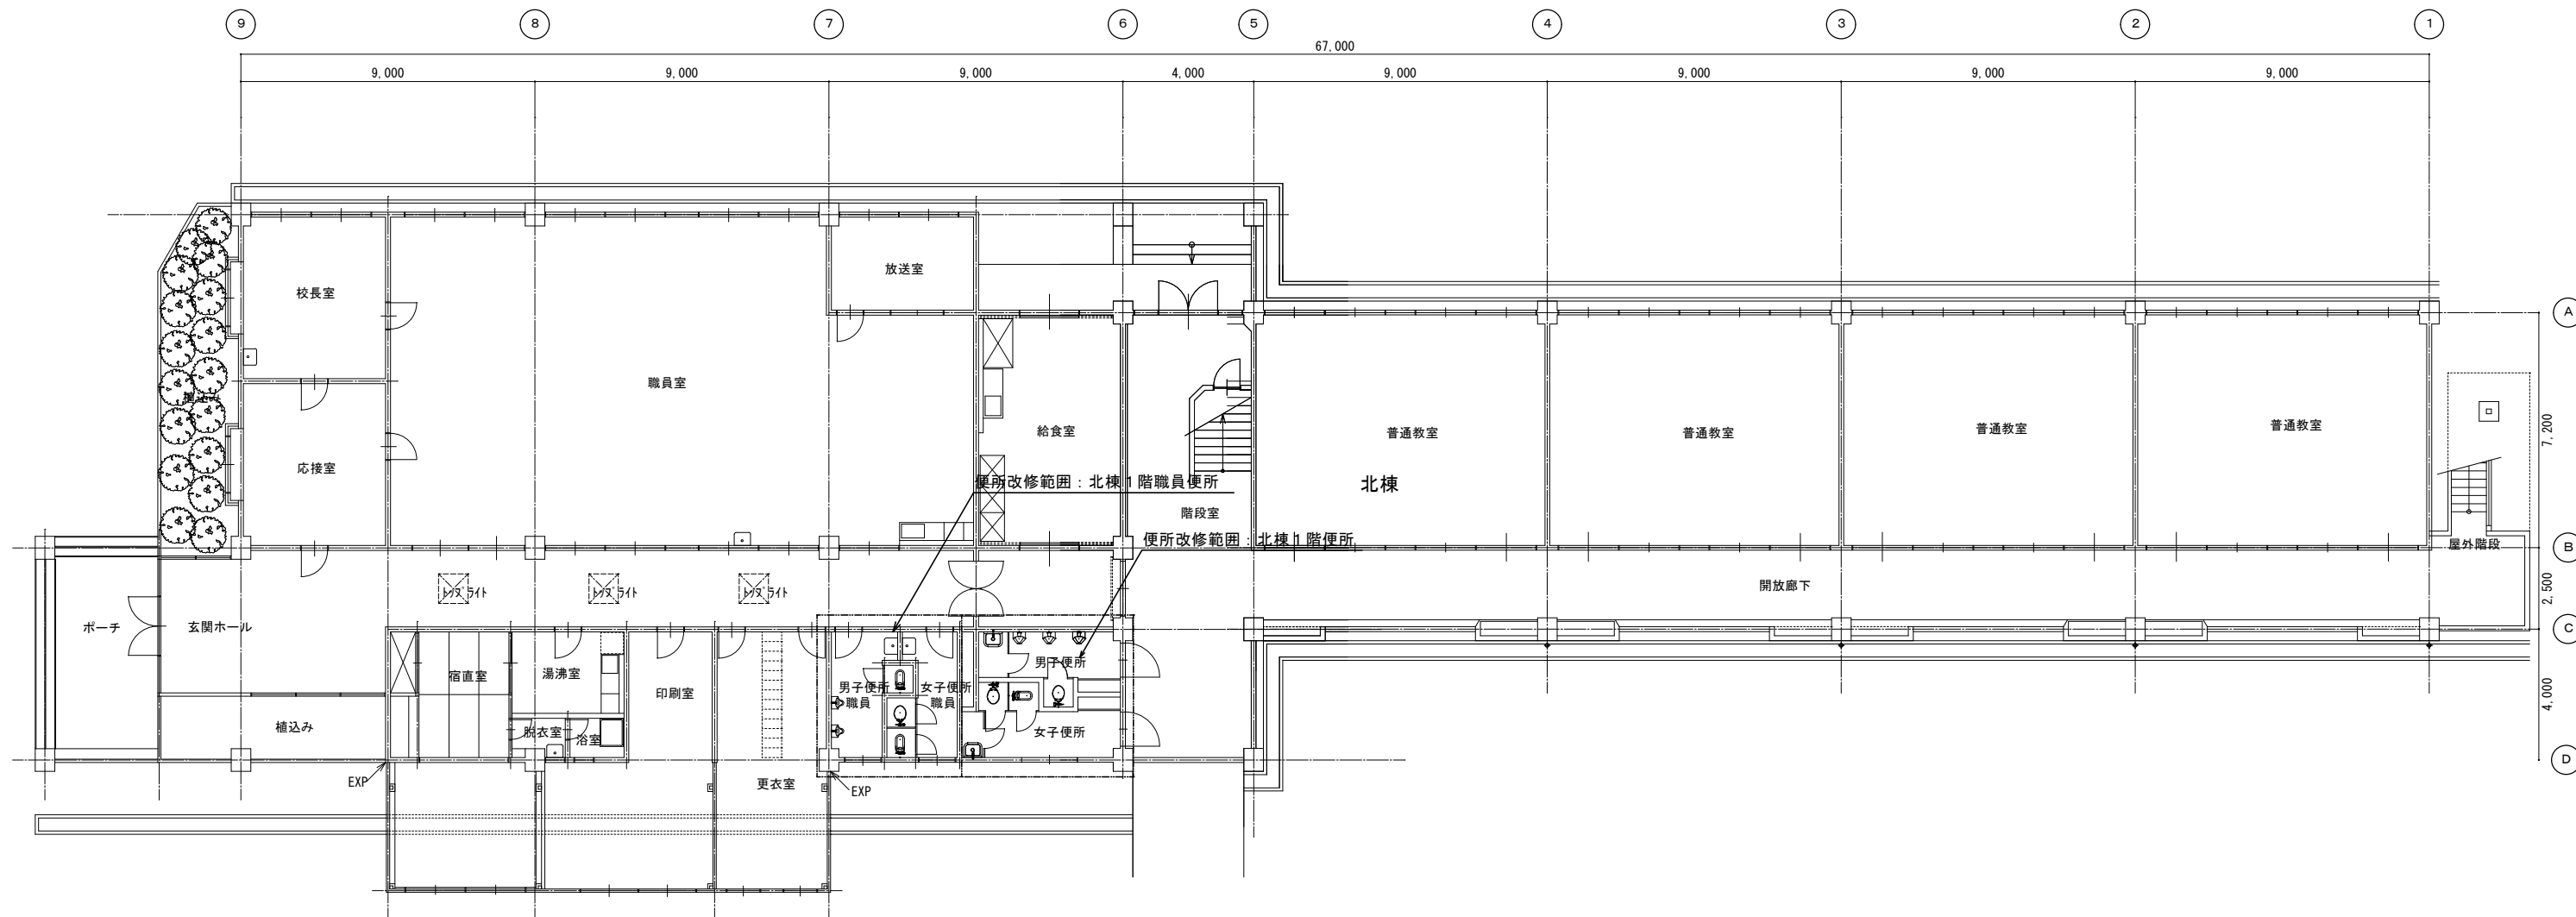 9 8 7 6 5 4 3 2 1
67,000
9,000 9,000 9,000 4,000 9,000 9,000 9,000 9,000
A
放送室
校長室
職員室
植込み
給食室
普通教室 普通教室 普通教室 普通教室
7,200
応接室
便所改修範囲：北棟１階職員便所
北棟
階段室
便所改修範囲：北棟１階便所
屋外階段
B
トップライト トップライト トップライト
開放廊下
2,500
ポーチ
玄関ホール
C
宿直室
湯沸室
印刷室
男子便所
職員
女子便所
職員
男子便所
4,000
植込み
脱衣室
浴室
女子便所
D
EXP
更衣室
EXP